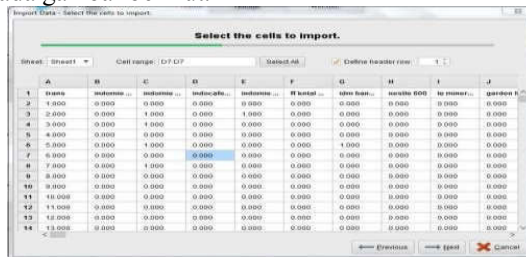 Import Data - Select the cells to import.
Select the cells to import.
Sheet: Sheet1 Cell range: D7:D7 Select All Define header row: 1
A B C D E F G H I J
1 trans indomie ... indomie ... indocafe... indomie ... ff kntal ... idm ban... nestle 600 le miner... garden
2 1.000 0.000 0.000 0.000 0.000 0.000 0.000 0.000 0.000 0.000
3 2.000 0.000 1.000 0.000 1.000 0.000 0.000 0.000 0.000 0.000
4 3.000 0.000 1.000 0.000 0.000 0.000 0.000 0.000 0.000 0.000
5 4.000 0.000 0.000 0.000 0.000 0.000 0.000 0.000 0.000 0.000
6 5.000 0.000 1.000 0.000 0.000 0.000 1.000 0.000 0.000 0.000
7 6.000 0.000 0.000 0.000 0.000 0.000 0.000 0.000 0.000 0.000
8 7.000 0.000 1.000 0.000 0.000 0.000 0.000 0.000 0.000 0.000
9 8.000 0.000 0.000 0.000 0.000 0.000 0.000 0.000 0.000 0.000
10 9.000 0.000 0.000 0.000 0.000 0.000 0.000 0.000 0.000 0.000
11 10.000 0.000 0.000 0.000 0.000 0.000 0.000 0.000 0.000 0.000
12 11.000 0.000 0.000 0.000 0.000 0.000 0.000 0.000 0.000 0.000
13 12.000 0.000 0.000 0.000 0.000 0.000 0.000 0.000 0.000 0.000
14 13.000 0.000 0.000 0.000 0.000 0.000 0.000 0.000 0.000 0.000
Previous Next Cancel